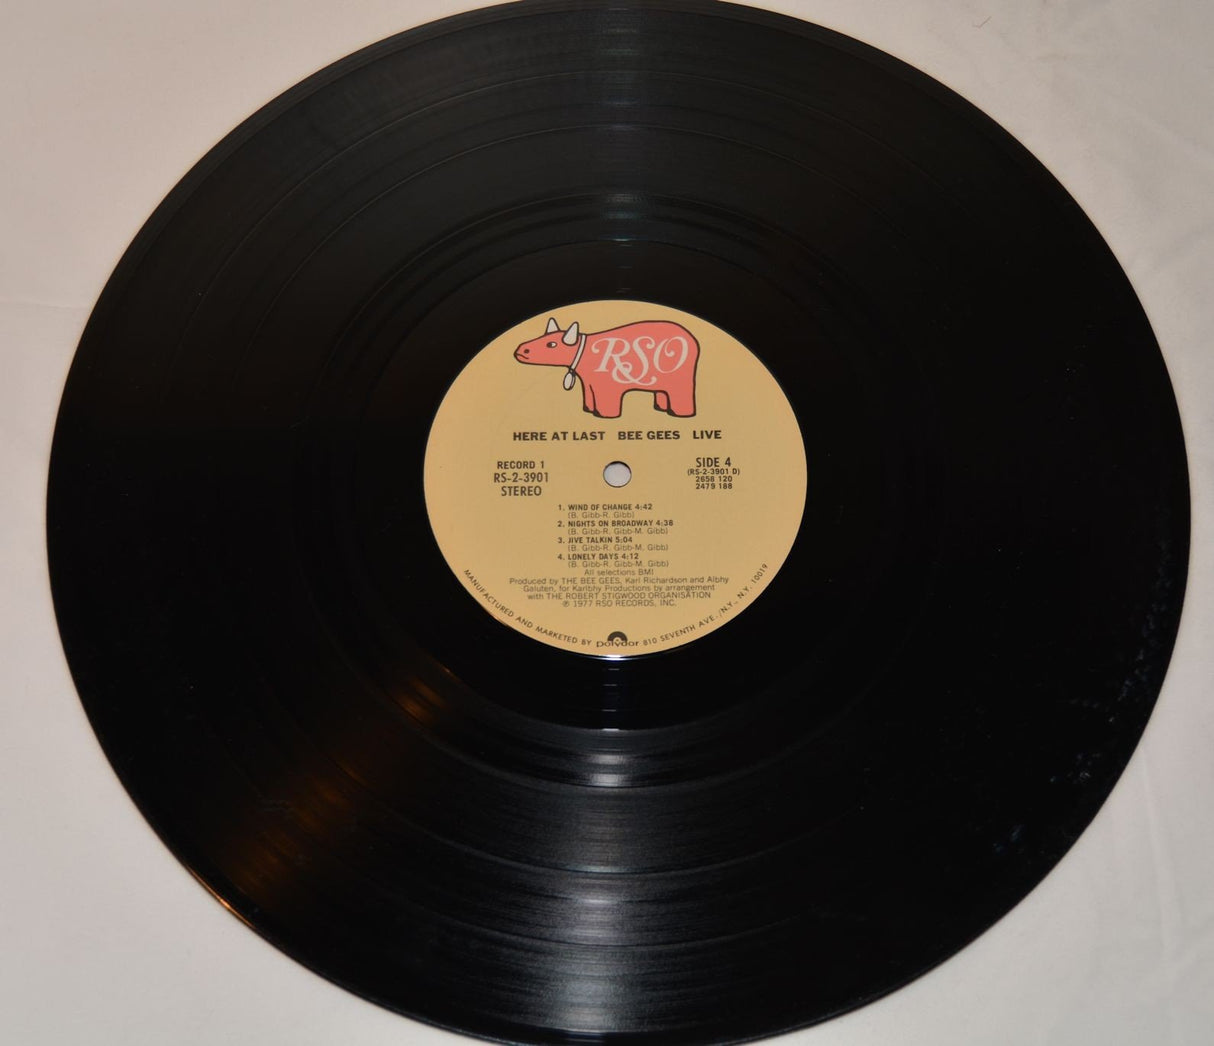 RSO
HERE AT LAST BEE GEES LIVE
RECORD 1
RS-2-3901
STEREO
SIDE 4
(RS-2-3901 D)
2658 120
2479 188
1. WIND OF CHANGE 4:42
(B. Gibb-R. Gibb)
2. NIGHTS ON BROADWAY 4:38
(B. Gibb-R. Gibb-M. Gibb)
3. JIVE TALKIN 5:04
(B. Gibb-R. Gibb-M. Gibb)
4. LONELY DAYS 4:12
(B. Gibb-R. Gibb-M. Gibb)
All selections BMI
Produced by THE BEE GEES, Karl Richardson and Albhy
Galuten, for Karlbhy Productions by arrangement
with THE ROBERT STIGWOOD ORGANISATION
℗ 1977 RSO RECORDS, INC.
MANUFACTURED AND MARKETED BY polydor 810 SEVENTH AVE., N.Y., N.Y. 10019